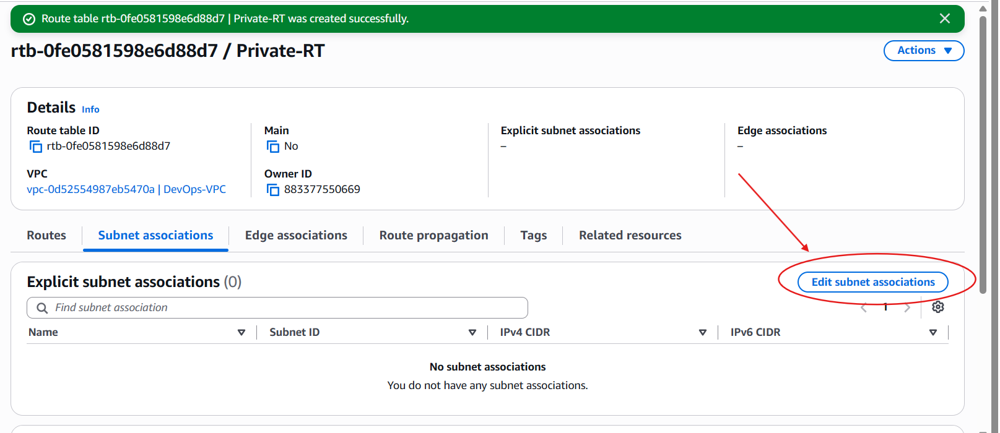 Route table rtb-0fe0581598e6d88d7 | Private-RT was created successfully.
rtb-0fe0581598e6d88d7 / Private-RT
Actions
Details Info
Route table ID
rtb-0fe0581598e6d88d7
Main
No
Explicit subnet associations
–
Edge associations
–
VPC
vpc-0d52554987eb5470a | DevOps-VPC
Owner ID
883377550669
Routes
Subnet associations
Edge associations
Route propagation
Tags
Related resources
Explicit subnet associations (0)
Edit subnet associations
Find subnet association
1
Name
Subnet ID
IPv4 CIDR
IPv6 CIDR
No subnet associations
You do not have any subnet associations.